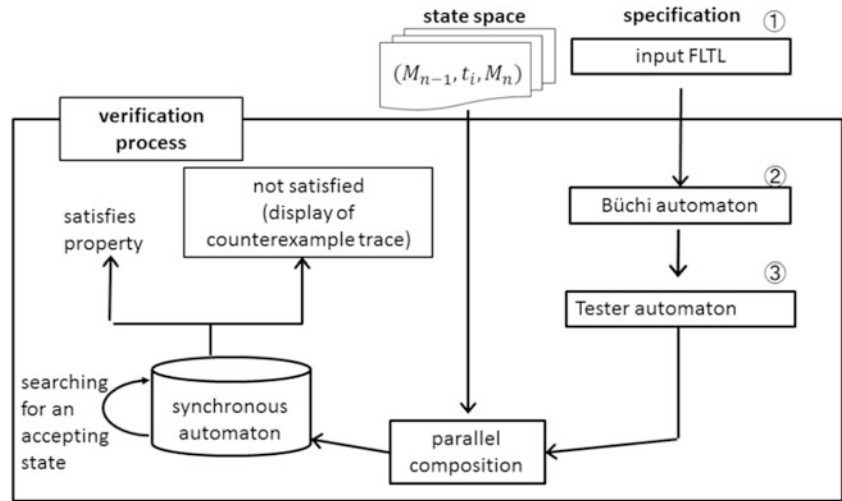 state space
specification
①
input FLTL
(M_{n-1}, t_i, M_n)
verification
process
②
Büchi automaton
not satisfied
(display of
counterexample trace)
satisfies
property
③
Tester automaton
searching
for an
accepting
state
synchronous
automaton
parallel
composition